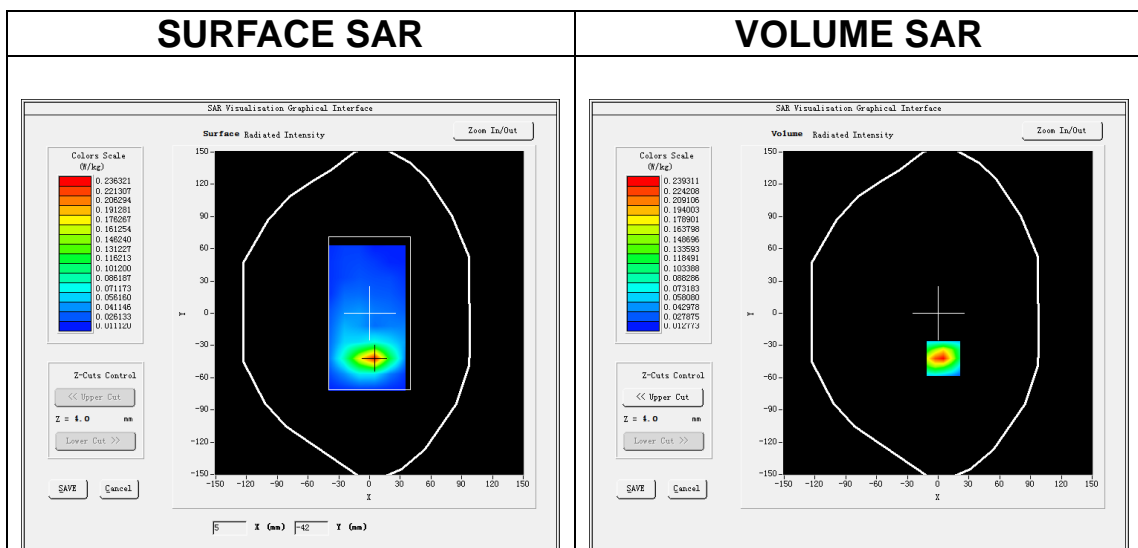 SURFACE SAR
VOLUME SAR
SAR Visualisation Graphical Interface
Surface Radiated Intensity
Zoom In/Out
Colors Scale
(W/kg)
0.236321
0.221307
0.206294
0.191281
0.176267
0.161254
0.146240
0.131227
0.116213
0.101200
0.086187
0.071173
0.056160
0.041146
0.026133
0.011120
Z-Cuts Control
<< Upper Cut
Z = 4.0 mm
Lower Cut >>
SAVE
Cancel
150
120
90
60
30
0
-30
-60
-90
-120
-150
Y
-150 -120 -90 -60 -30 0 30 60 90 120 150
X
5 X (mm) -42 Y (mm)
SAR Visualisation Graphical Interface
Volume Radiated Intensity
Zoom In/Out
Colors Scale
(W/kg)
0.239311
0.224208
0.209106
0.194003
0.178901
0.163798
0.148696
0.133593
0.118491
0.103388
0.088286
0.073183
0.058080
0.042978
0.027875
0.012773
Z-Cuts Control
<< Upper Cut
Z = 4.0 mm
Lower Cut >>
SAVE
Cancel
150
120
90
60
30
0
-30
-60
-90
-120
-150
Y
-150 -120 -90 -60 -30 0 30 60 90 120 150
X